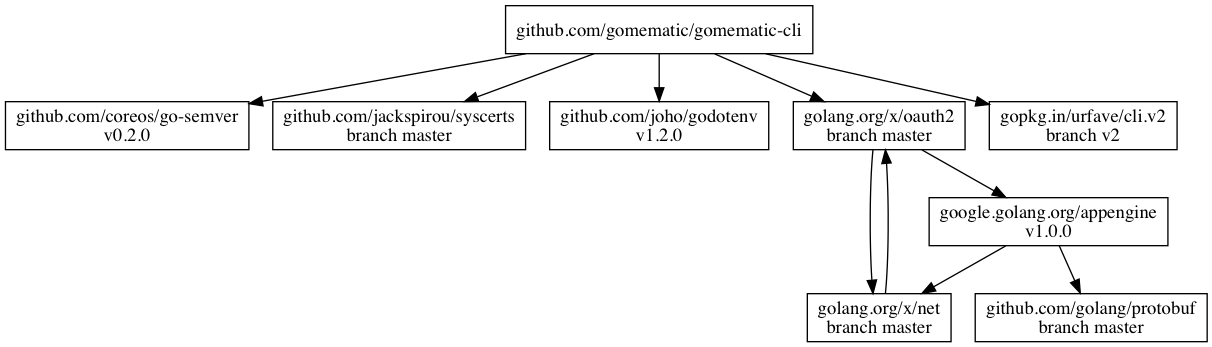 github.com/gomematic/gomematic-cli
github.com/coreos/go-semver
v0.2.0
github.com/jackspirou/syscerts
branch master
github.com/joho/godotenv
v1.2.0
golang.org/x/oauth2
branch master
gopkg.in/urfave/cli.v2
branch v2
google.golang.org/appengine
v1.0.0
golang.org/x/net
branch master
github.com/golang/protobuf
branch master